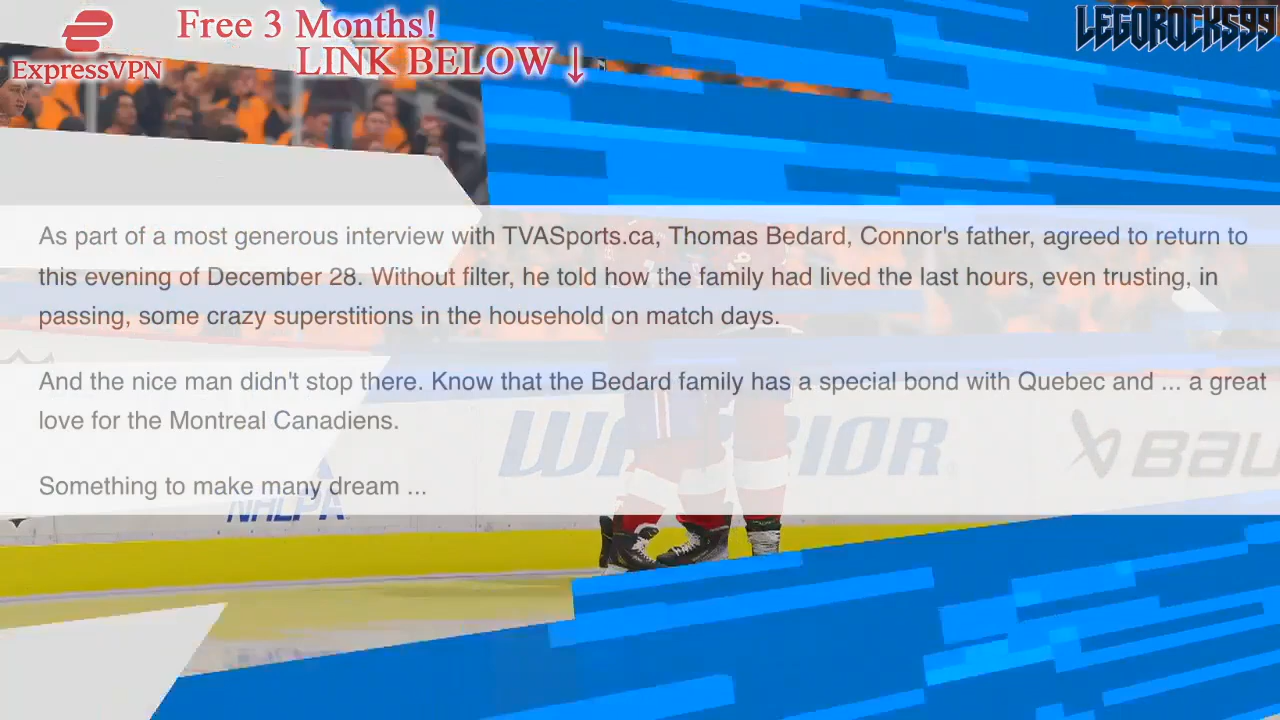 Free 3 Months!
LEGOROCKS99
ExpressVPN
LINK BELOW ↓
As part of a most generous interview with TVASports.ca, Thomas Bedard, Connor's father, agreed to return to
this evening of December 28. Without filter, he told how the family had lived the last hours, even trusting, in
passing, some crazy superstitions in the household on match days.
And the nice man didn't stop there. Know that the Bedard family has a special bond with Quebec and ... a great
love for the Montreal Canadiens.
Something to make many dream ...
NHLPA